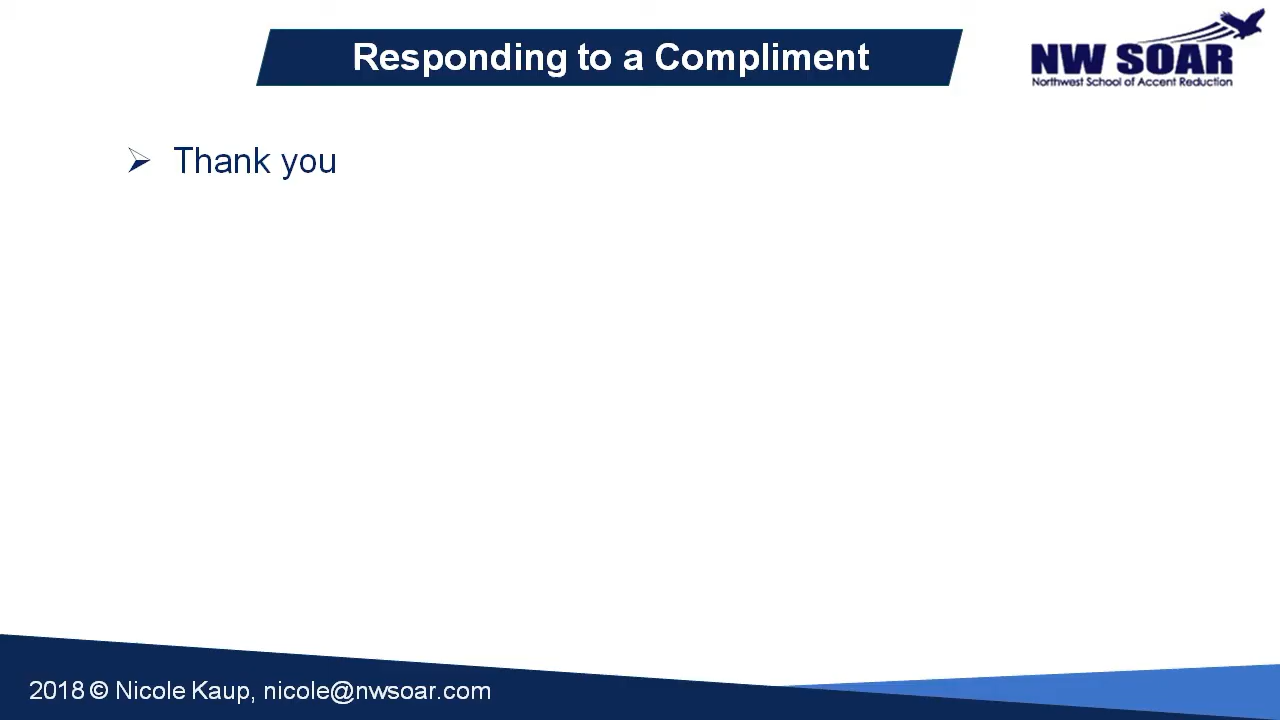 Responding to a Compliment
NW SOAR
Northwest School of Accent Reduction
Thank you
2018 © Nicole Kaup, nicole@nwsoar.com